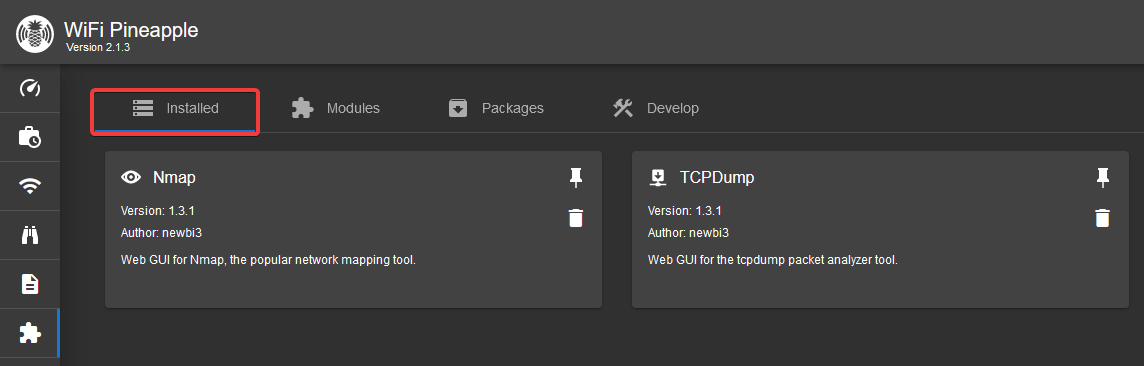 WiFi Pineapple
Version 2.1.3
Installed
Modules
Packages
Develop
Nmap
Version: 1.3.1
Author: newbi3
Web GUI for Nmap, the popular network mapping tool.
TCPDump
Version: 1.3.1
Author: newbi3
Web GUI for the tcpdump packet analyzer tool.